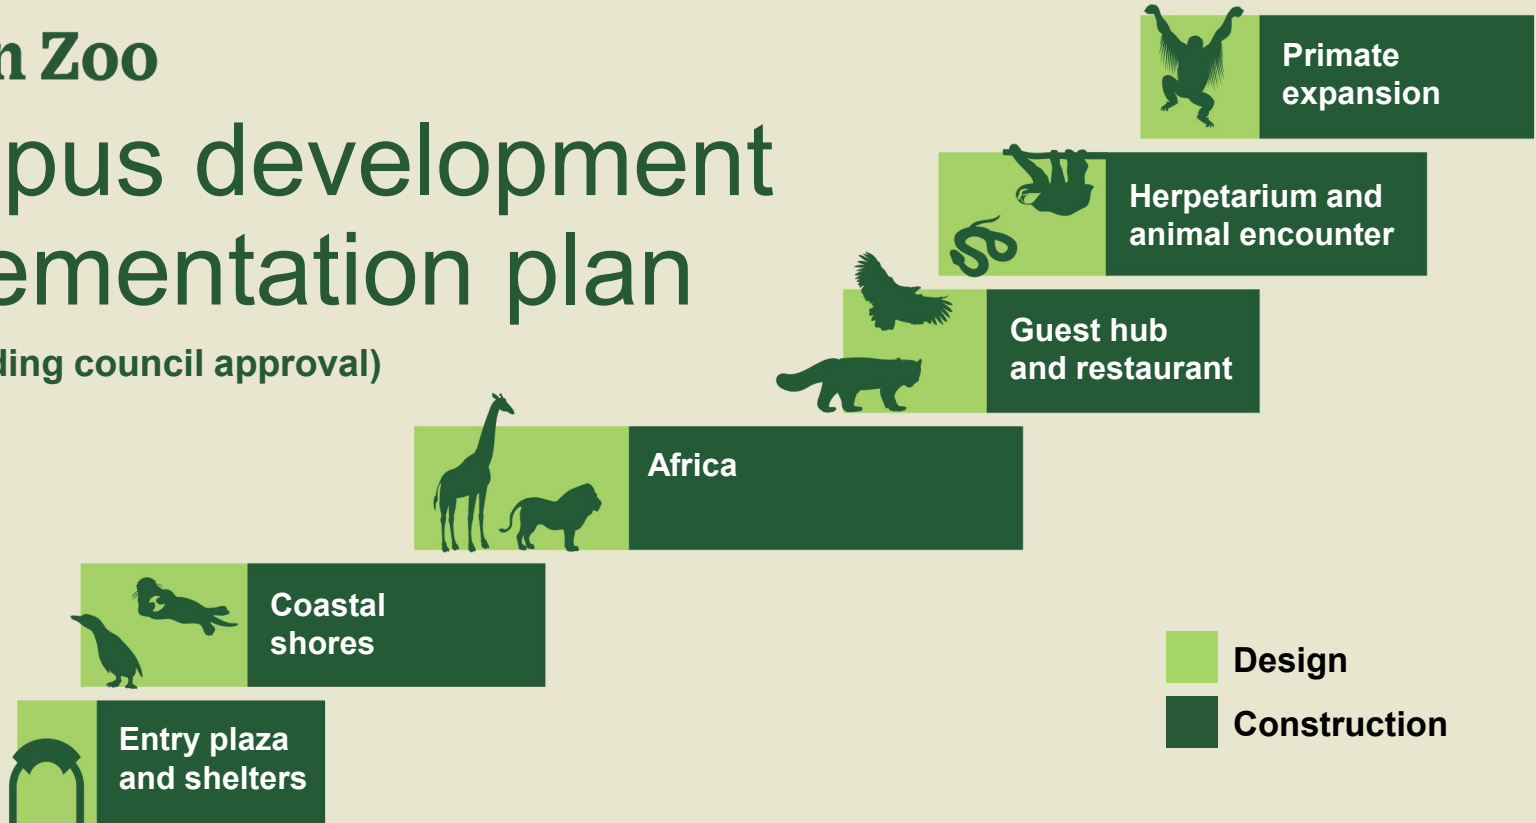 n Zoo
pus development
ementation plan
ding council approval)
Primate
expansion
Herpetarium and
animal encounter
Guest hub
and restaurant
Africa
Coastal
shores
Entry plaza
and shelters
Design
Construction